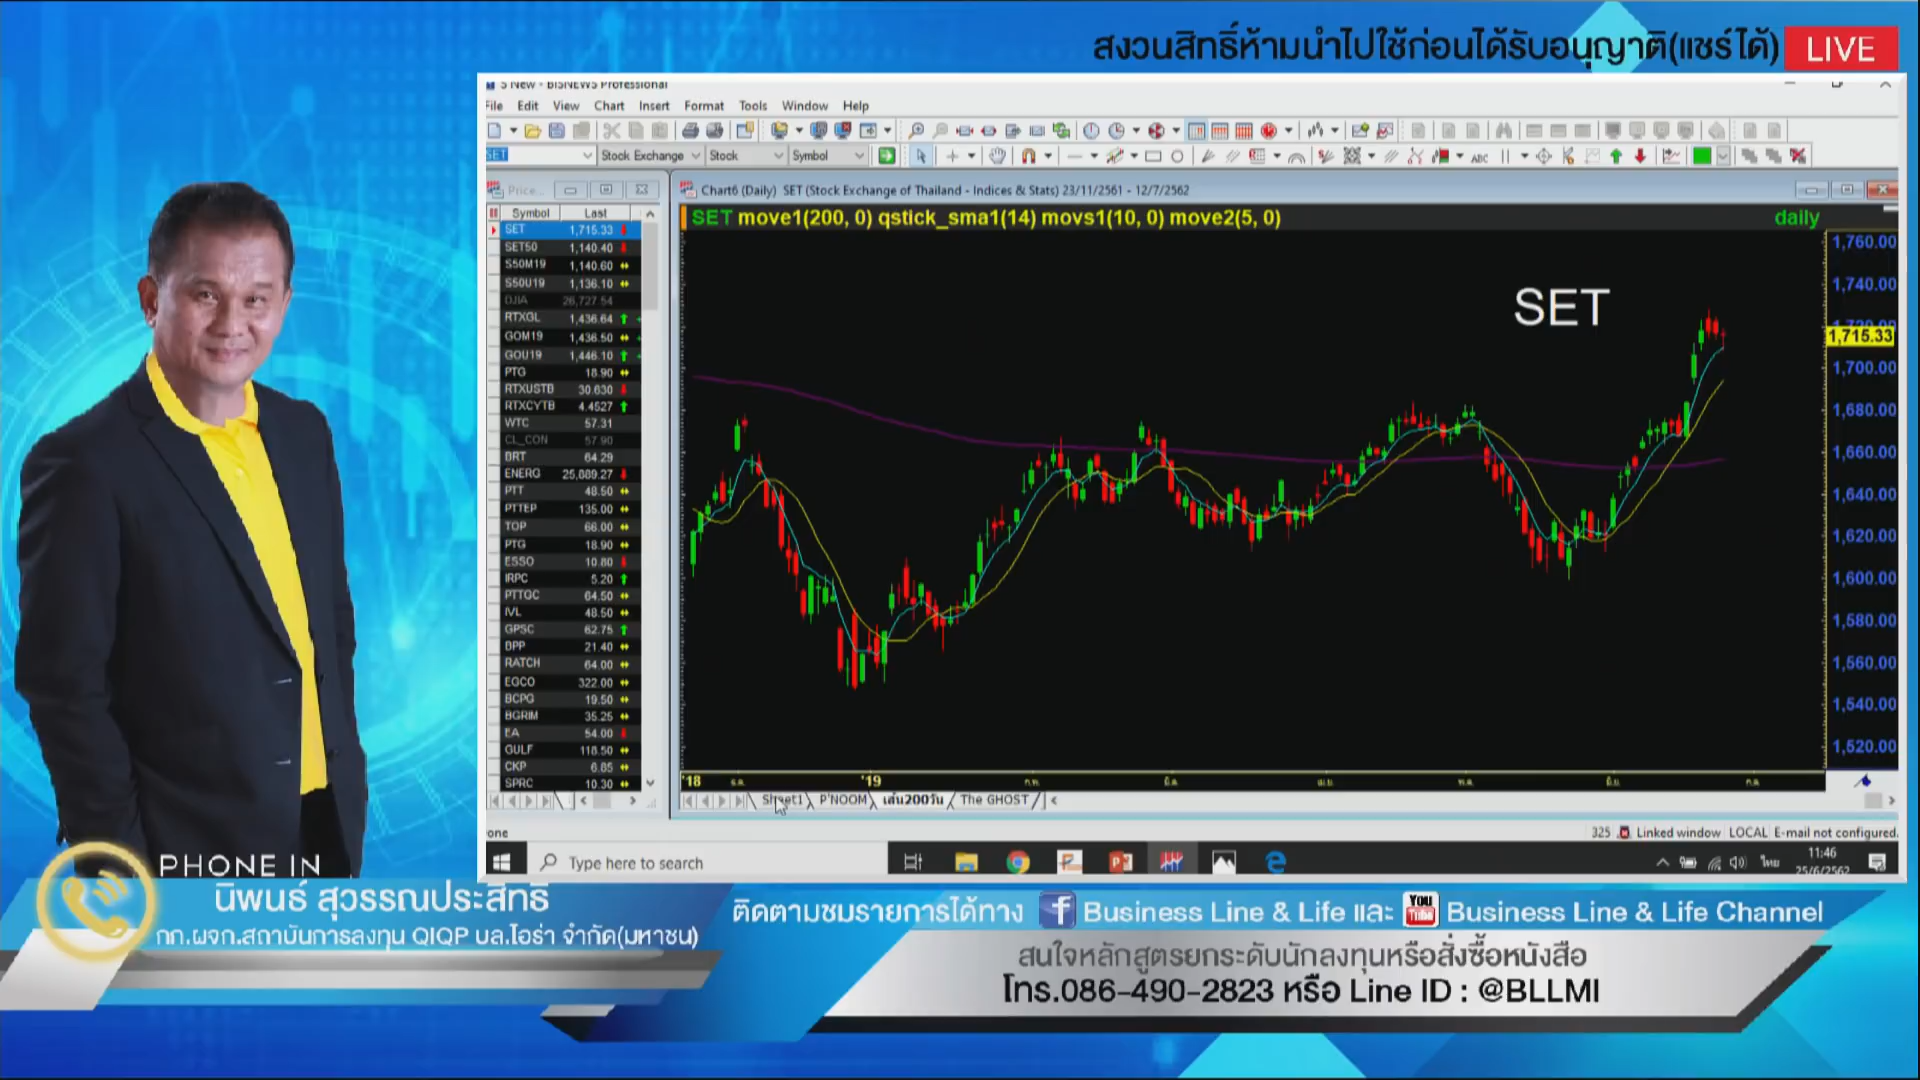 สงวนสิทธิ์ห้ามนำไปใช้ก่อนได้รับอนุญาติ(แชร์ได้) LIVE
File Edit View Chart Insert Format Tools Window Help
SET Stock Exchange Stock Symbol
Price... Chart6 (Daily) SET (Stock Exchange of Thailand - Indices & Stats) 23/11/2561 - 12/7/2562
Symbol Last
SET move1(200, 0) qstick_sma1(14) movs1(10, 0) move2(5, 0) daily
SET 1,715.33
SET50 1,140.40
S50M19 1,140.60
S50U19 1,136.10
DJIA 26,727.54
RTXGL 1,436.64
GOM19 1,436.50
GOU19 1,446.10
PTG 18.90
RTXUSTB 30.630
RTXCYTB 4.4527
WTC 57.31
CL_CON 57.90
BRT 64.29
ENERG 25,889.27
PTT 48.50
PTTEP 135.00
TOP 66.00
PTG 18.90
ESSO 10.80
IRPC 5.20
PTTGC 64.50
IVL 48.50
GPSC 62.75
BPP 21.40
RATCH 64.00
EGCO 322.00
BCPG 19.50
BGRIM 35.25
EA 54.00
GULF 118.50
CKP 6.85
SPRC 10.30
SET
1,760.00
1,740.00
1,715.33
1,700.00
1,680.00
1,660.00
1,640.00
1,620.00
1,600.00
1,580.00
1,560.00
1,540.00
1,520.00
'18 '19
Sheet1 P'NOOM เส้น200วัน The GHOST
325 Linked window LOCAL E-mail not configured.
Type here to search
11:46
25/6/2562
PHONE IN
นิพนธ์ สุวรรณประสิทธิ์
กก.ผจก.สถาบันการลงทุน QIQP บล.ไอร่า จำกัด(มหาชน)
ติดตามชมรายการได้ทาง f Business Line & Life และ You Tube Business Line & Life Channel
สนใจหลักสูตรยกระดับนักลงทุนหรือสั่งซื้อหนังสือ
โทร.086-490-2823 หรือ Line ID : @BLLMI